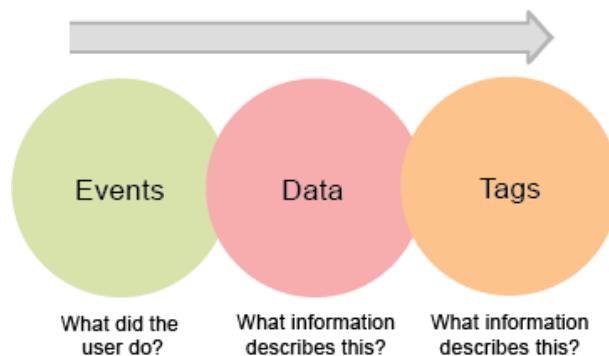 Events
Data
Tags
What did the
user do?
What information
describes this?
What information
describes this?